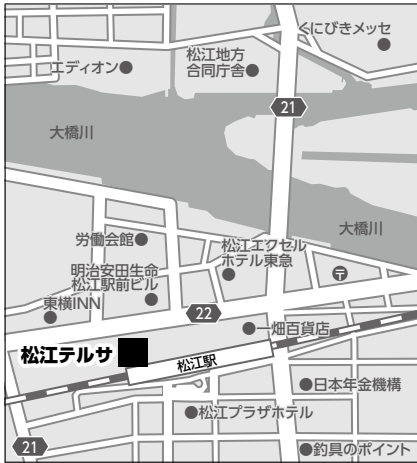 くにびきメッセ
エディオン
松江地方
合同庁舎
21
大橋川
大橋川
労働会館
松江エクセル
ホテル東急
〒
明治安田生命
松江駅前ビル
東横INN
22
一畑百貨店
松江テルサ
松江駅
日本年金機構
松江プラザホテル
21
釣具のポイント